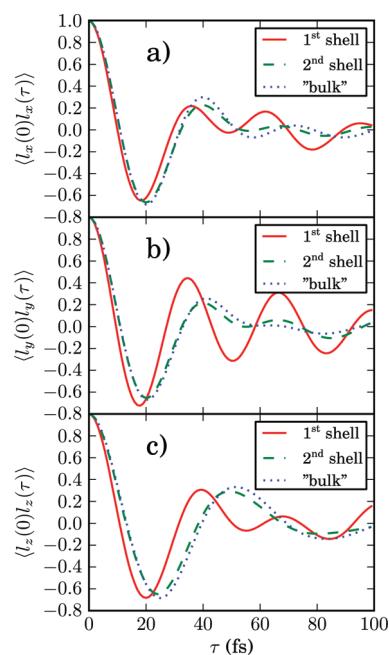 1.0
0.8
0.6
0.4
0.2
0.0
−0.2
−0.4
−0.6
−0.8
⟨lx(0)lx(τ)⟩
a)
1st shell
2nd shell
"bulk"
0.8
0.6
0.4
0.2
0.0
−0.2
−0.4
−0.6
−0.8
⟨ly(0)ly(τ)⟩
b)
1st shell
2nd shell
"bulk"
0.8
0.6
0.4
0.2
0.0
−0.2
−0.4
−0.6
−0.8
⟨lz(0)lz(τ)⟩
c)
1st shell
2nd shell
"bulk"
0 20 40 60 80 100
τ (fs)